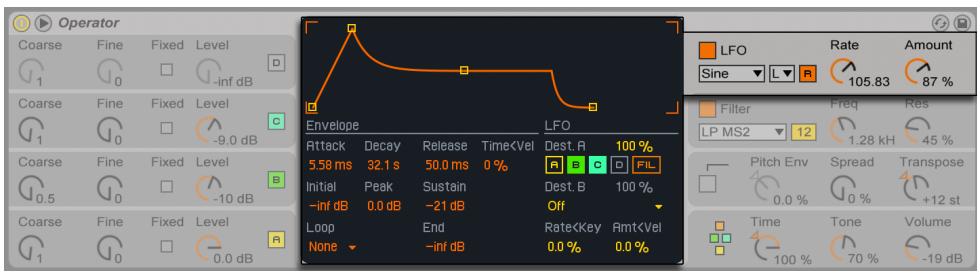 Operator
Coarse Fine Fixed Level
1 0 -inf dB D
Coarse Fine Fixed Level
1 0 -9.0 dB C
Coarse Fine Fixed Level
0.5 0 -10 dB B
Coarse Fine Fixed Level
1 0 0.0 dB A
Envelope
Attack Decay Release Time<Vel
5.58 ms 32.1 s 50.0 ms 0 %
Initial Peak Sustain
-inf dB 0.0 dB -21 dB
Loop End
None -inf dB
LFO
Dest. A 100 %
A B C D FIL
Dest. B 100 %
Off
Rate<Key Amt<Vel
0.0 % 0.0 %
LFO Rate Amount
Sine L R 105.83 87 %
Filter Freq Res
LP MS2 12 1.28 kH 45 %
Pitch Env Spread Transpose
0.0 % 0 % +12 st
Time Tone Volume
100 % 70 % -19 dB